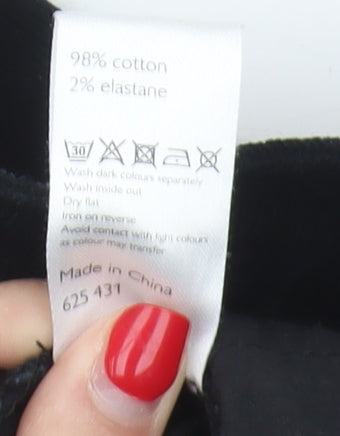 98% cotton
2% elastane
30
Wash dark colours separately
Wash inside out
Dry flat
Iron on reverse
Avoid contact with light colours
as colour may transfer
Made in China
625 431